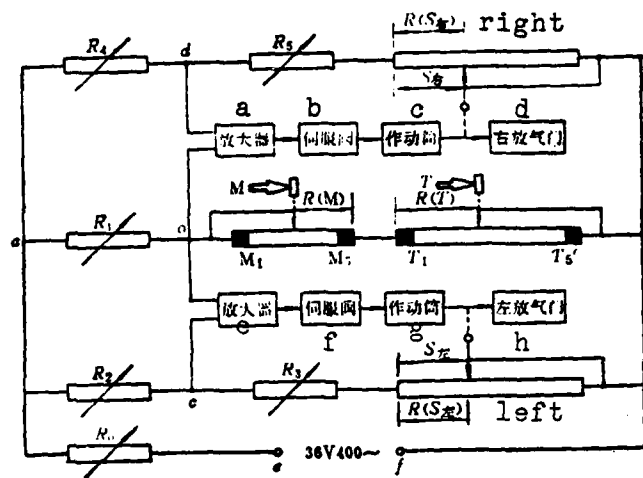 R(S右) right
R₄ d R₅
S右
a b c d
放大器 伺服阀 作动筒 右放气门
M T
R(M) R(T)
a R₁
M₁ T₁ T₅'
放大器 伺服阀 作动筒 左放气门
e f g h
S左
R₂ c R₃
R(S左) left
e 36V400~ f